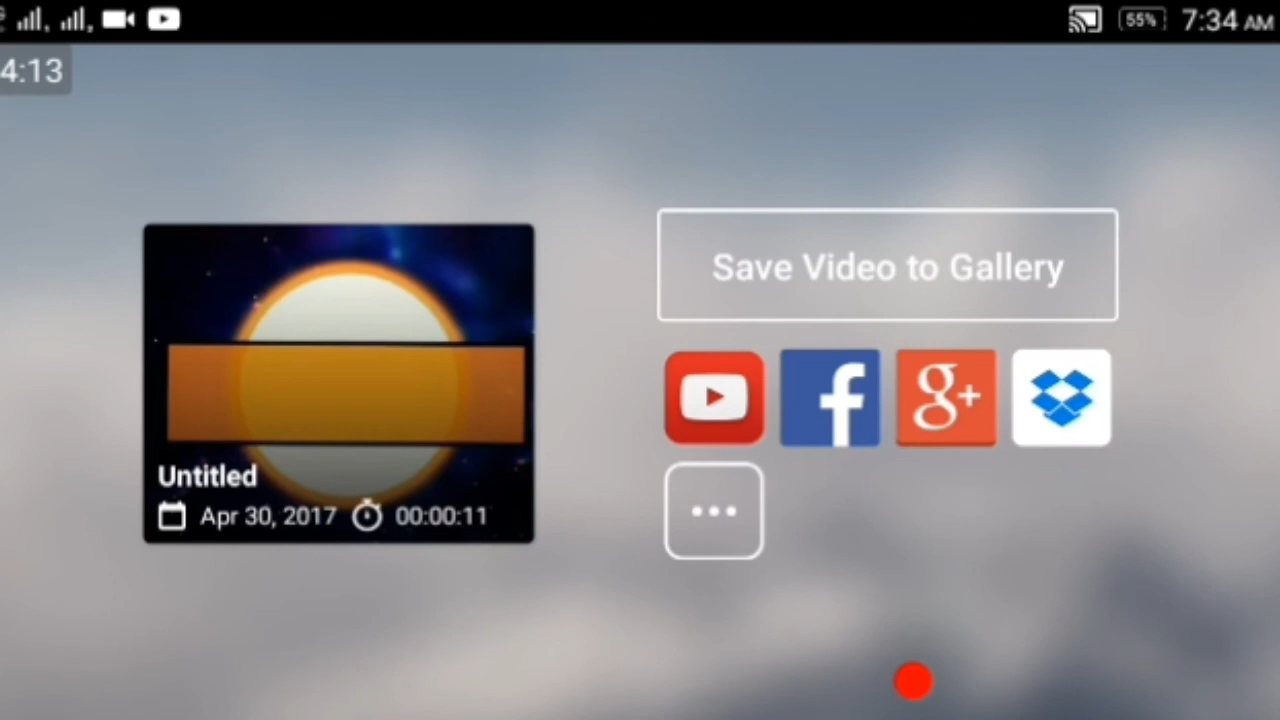 55%
7:34 AM
4:13
Save Video to Gallery
f
g+
Untitled
Apr 30, 2017
00:00:11